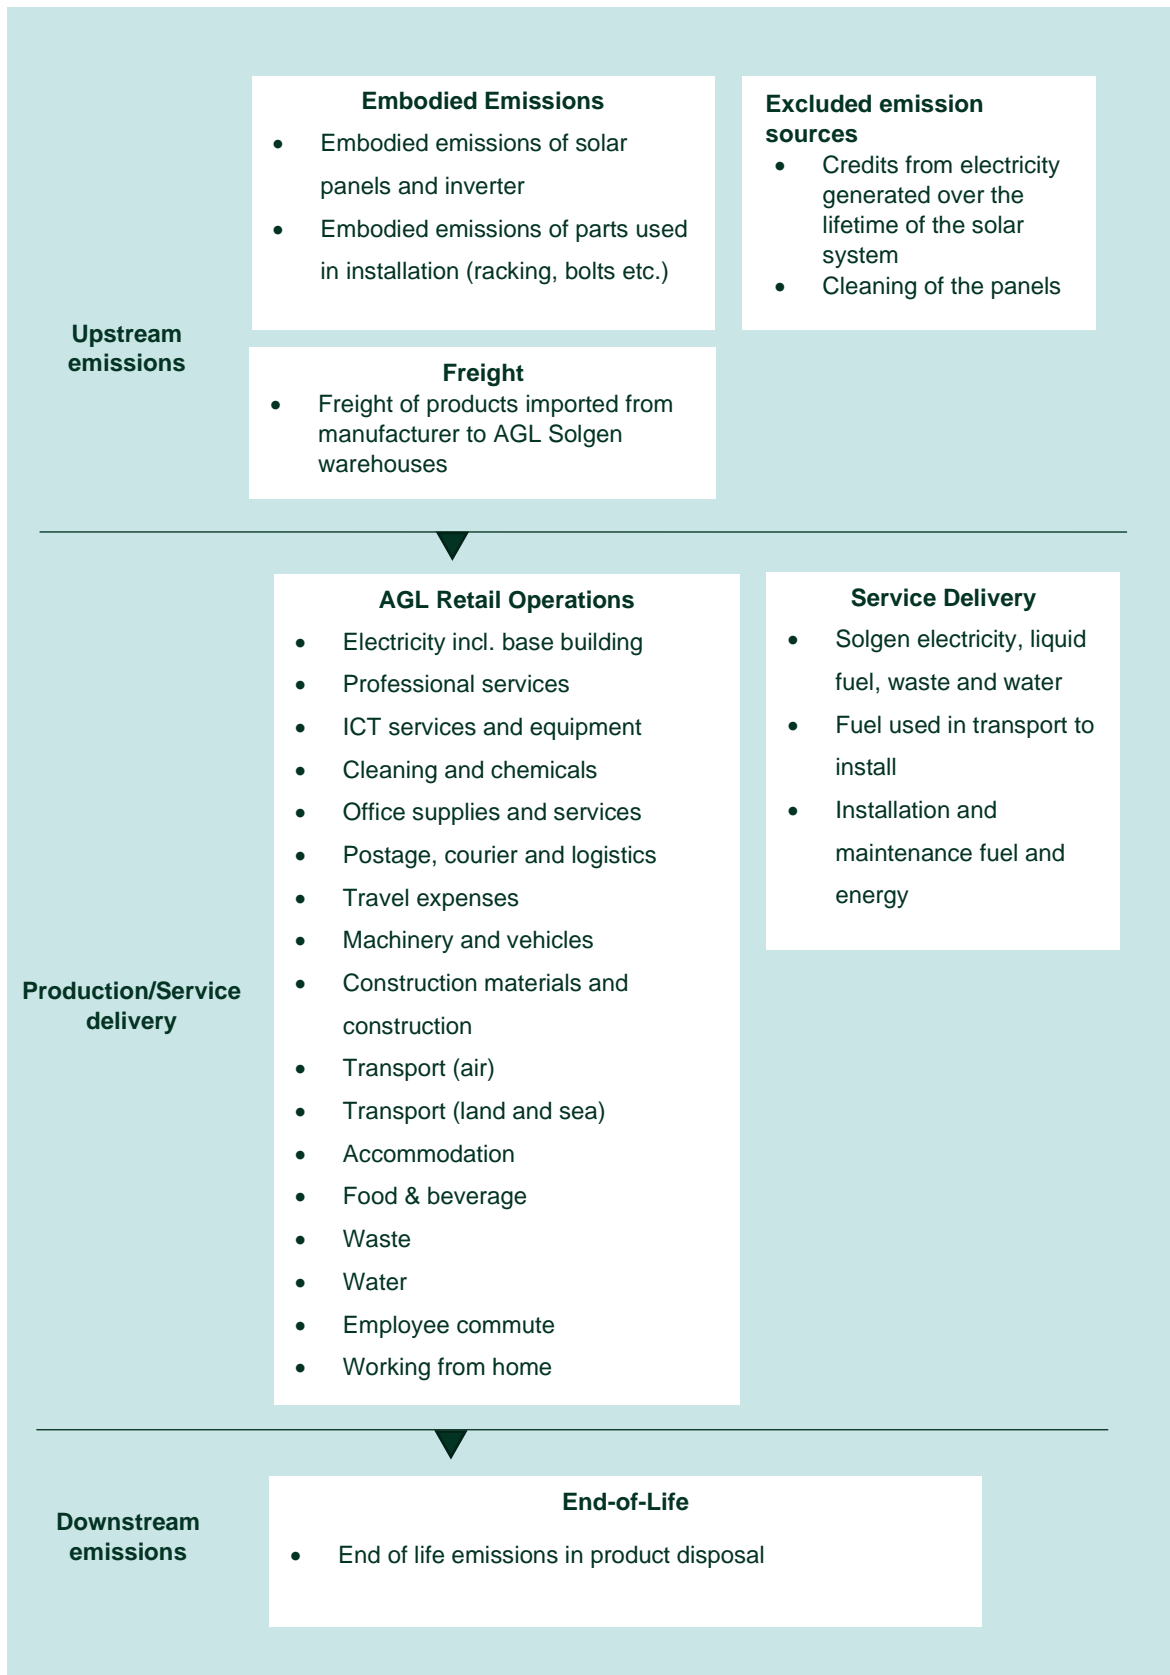 Upstream
emissions
Embodied Emissions
• Embodied emissions of solar
panels and inverter
• Embodied emissions of parts used
in installation (racking, bolts etc.)
Excluded emission
sources
• Credits from electricity
generated over the
lifetime of the solar
system
• Cleaning of the panels
Freight
• Freight of products imported from
manufacturer to AGL Solgen
warehouses
Production/Service
delivery
AGL Retail Operations
• Electricity incl. base building
• Professional services
• ICT services and equipment
• Cleaning and chemicals
• Office supplies and services
• Postage, courier and logistics
• Travel expenses
• Machinery and vehicles
• Construction materials and
construction
• Transport (air)
• Transport (land and sea)
• Accommodation
• Food & beverage
• Waste
• Water
• Employee commute
• Working from home
Service Delivery
• Solgen electricity, liquid
fuel, waste and water
• Fuel used in transport to
install
• Installation and
maintenance fuel and
energy
Downstream
emissions
End-of-Life
• End of life emissions in product disposal